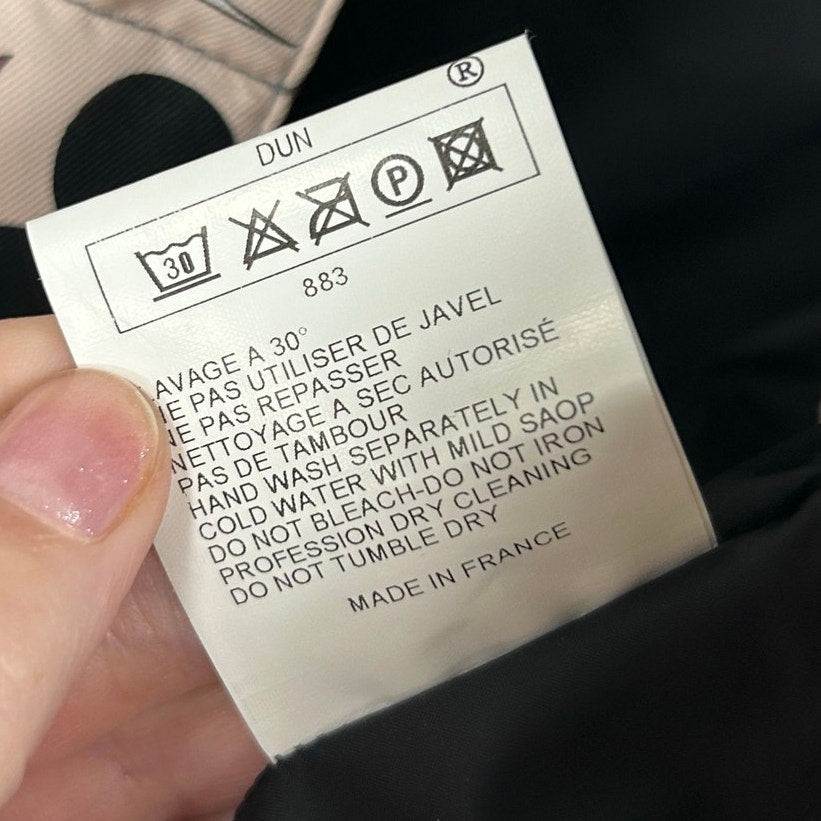 ®
DUN
30 P
883
AVAGE A 30°
NE PAS UTILISER DE JAVEL
NE PAS REPASSER
NETTOYAGE A SEC AUTORISÉ
PAS DE TAMBOUR
HAND WASH SEPARATELY IN
COLD WATER WITH MILD SAOP
DO NOT BLEACH-DO NOT IRON
PROFESSION DRY CLEANING
DO NOT TUMBLE DRY
MADE IN FRANCE